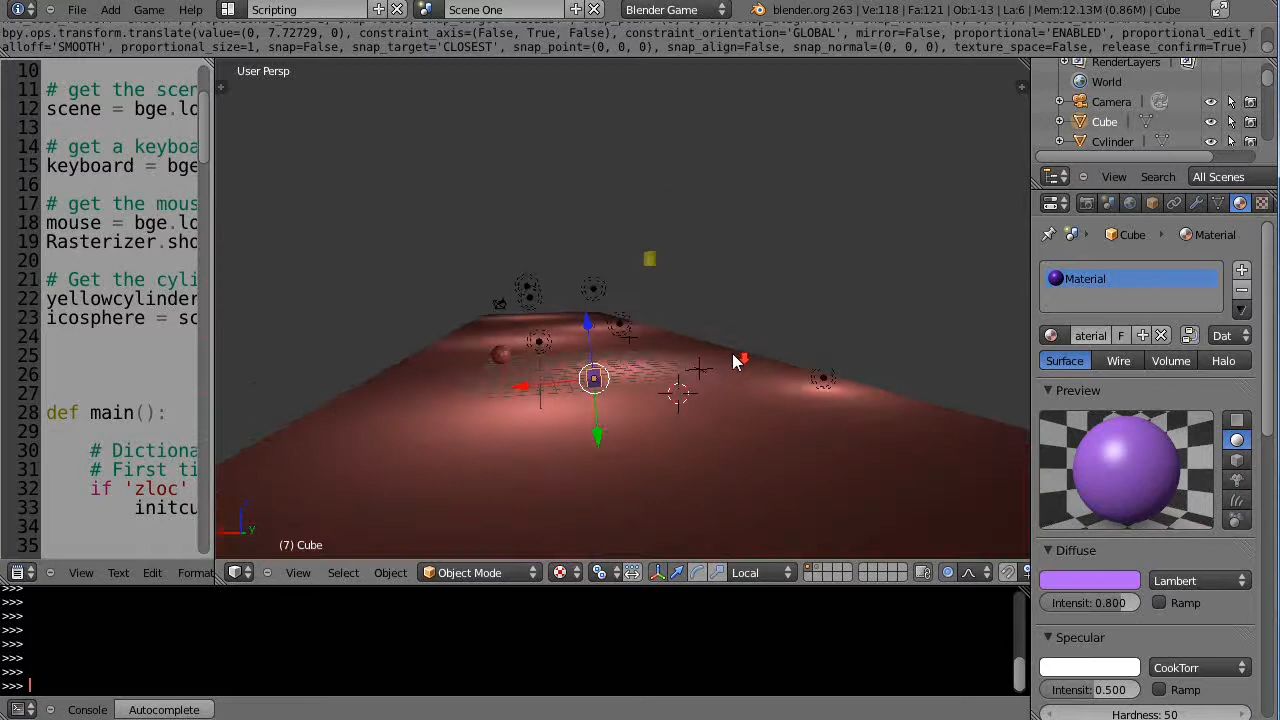 File Add Game Help Scripting Scene One Blender Game blender.org 263 | Ve:118 | Fa:121 | Ob:1-13 | La:6 | Mem:12.13M (0.86M) | Cube
bpy.ops.transform.translate(value=(0, 7.72729, 0), constraint_axis=(False, True, False), constraint_orientation='GLOBAL', mirror=False, proportional='ENABLED', proportional_edit_f
alloff='SMOOTH', proportional_size=1, snap=False, snap_target='CLOSEST', snap_point=(0, 0, 0), snap_align=False, snap_normal=(0, 0, 0), texture_space=False, release_confirm=True)
10
11 # get the scen
12 scene = bge.lo
13
14 # get a keyboa
15 keyboard = bge
16
17 # get the mous
18 mouse = bge.lo
19 Rasterizer.sho
20
21 # Get the cyli
22 yellowcylinder
23 icosphere = sc
24
25
26
27
28 def main():
29
30 # Dictiona
31 # First ti
32 if 'zloc'
33 initcu
34
35
User Persp
(7) Cube
View Text Edit Format
View Select Object Object Mode Local
>>>
>>>
>>>
>>>
>>>
>>>
>>>
Console Autocomplete
RenderLayers
World
Camera
Cube
Cylinder
View Search All Scenes
Cube Material
Material
aterial F Dat
Surface Wire Volume Halo
Preview
Diffuse
Lambert
Intensit: 0.800 Ramp
Specular
CookTorr
Intensit: 0.500 Ramp
Hardness: 50